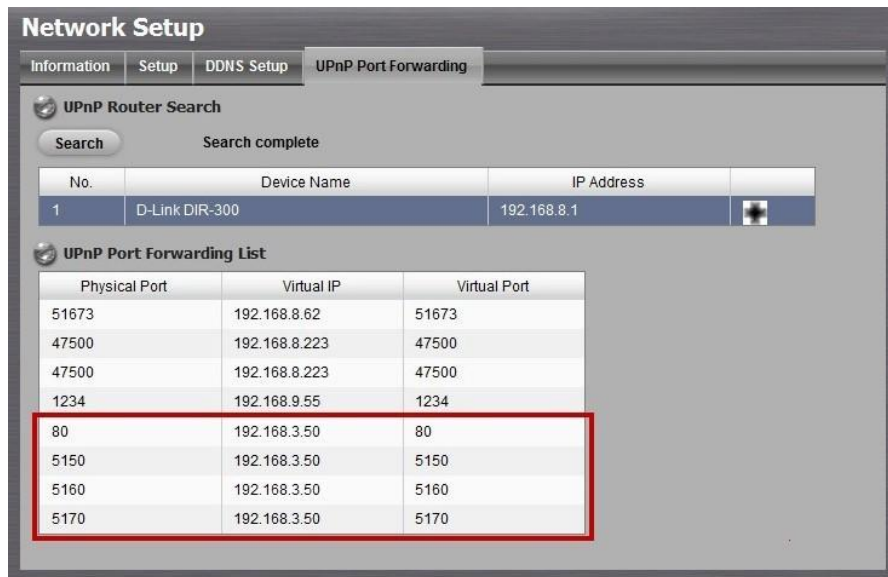 Network Setup
Information Setup DDNS Setup UPnP Port Forwarding
UPnP Router Search
Search Search complete
No. Device Name IP Address
1 D-Link DIR-300 192.168.8.1
UPnP Port Forwarding List
Physical Port Virtual IP Virtual Port
51673 192.168.8.62 51673
47500 192.168.8.223 47500
47500 192.168.8.223 47500
1234 192.168.9.55 1234
80 192.168.3.50 80
5150 192.168.3.50 5150
5160 192.168.3.50 5160
5170 192.168.3.50 5170